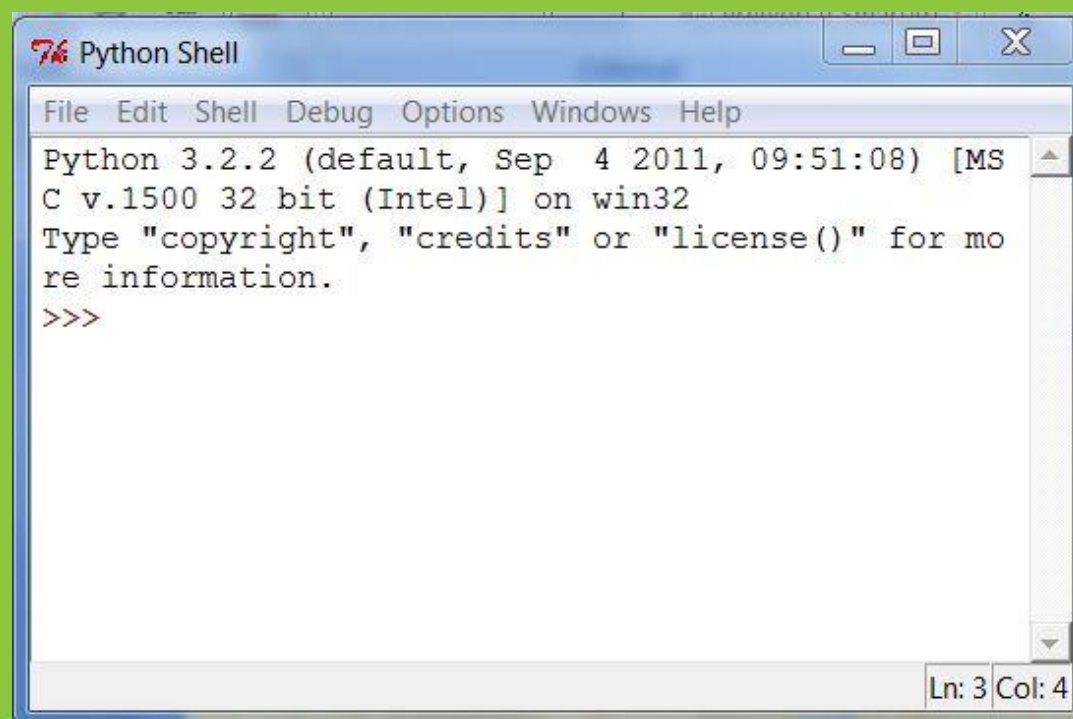 Python Shell
File Edit Shell Debug Options Windows Help
Python 3.2.2 (default, Sep  4 2011, 09:51:08) [MS
C v.1500 32 bit (Intel)] on win32
Type "copyright", "credits" or "license()" for mo
re information.
>>>
Ln: 3 Col: 4